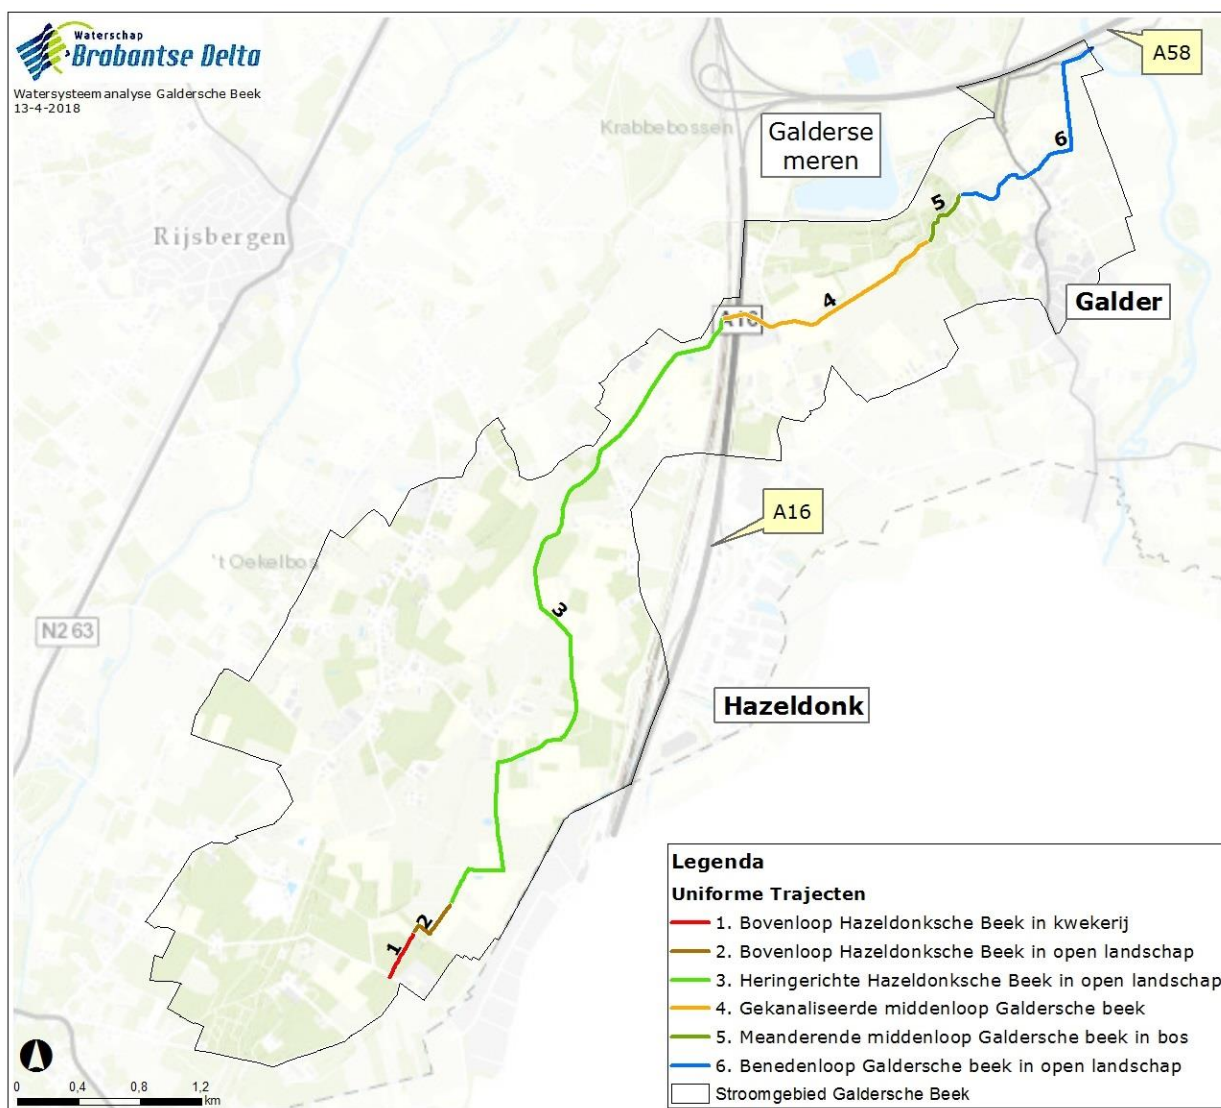 Waterschap
Brabantse Delta
Watersysteemanalyse Galdersche Beek
13-4-2018
A58
Krabbebossen
Galderse
meren
6
5
Rijsbergen
4
Galder
A16
A16
't Oekelbos
3
N263
Hazeldonk
2
1
Legenda
Uniforme Trajecten
1. Bovenloop Hazeldonksche Beek in kwekerij
2. Bovenloop Hazeldonksche Beek in open landschap
3. Heringerichte Hazeldonksche Beek in open landschap
4. Gekanaliseerde middenloop Galdersche beek
5. Meanderende middenloop Galdersche beek in bos
6. Benedenloop Galdersche beek in open landschap
Stroomgebied Galdersche Beek
0 0,4 0,8 1,2
km